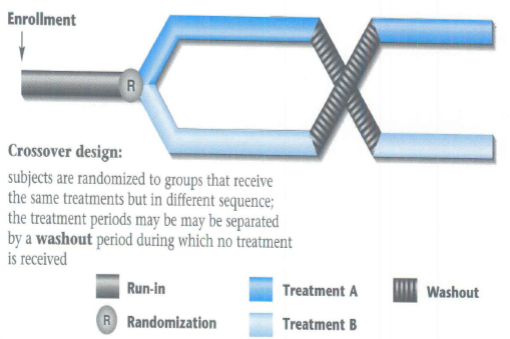 Enrollment
R
Crossover design:
subjects are randomized to groups that receive
the same treatments but in different sequence;
the treatment periods may be may be separated
by a washout period during which no treatment
is received
Run-in
Treatment A
Washout
R
Randomization
Treatment B